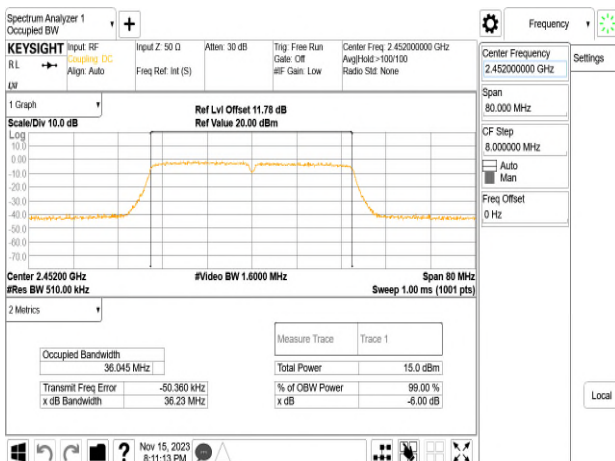 Spectrum Analyzer 1
Occupied BW
Frequency
KEYSIGHT
RL
Input: RF
Coupling: DC
Align: Auto
Input Z: 50 Ω
Freq Ref: Int (S)
Atten: 30 dB
Trig: Free Run
Gate: Off
#IF Gain: Low
Center Freq: 2.452000000 GHz
Avg|Hold:>100/100
Radio Std: None
Center Frequency
2.452000000 GHz
Settings
Span
80.000 MHz
CF Step
8.000000 MHz
Auto
Man
Freq Offset
0 Hz
Local
1 Graph
Scale/Div 10.0 dB
Ref Lvl Offset 11.78 dB
Ref Value 20.00 dBm
Log
10.0
0.00
-10.0
-20.0
-30.0
-40.0
-50.0
-60.0
-70.0
Center 2.45200 GHz
#Res BW 510.00 kHz
#Video BW 1.6000 MHz
Span 80 MHz
Sweep 1.00 ms (1001 pts)
2 Metrics
Measure Trace Trace 1
Occupied Bandwidth
36.045 MHz
Total Power 15.0 dBm
Transmit Freq Error -50.360 kHz
% of OBW Power 99.00 %
x dB Bandwidth 36.23 MHz
x dB -6.00 dB
Nov 15, 2023
8:11:13 PM